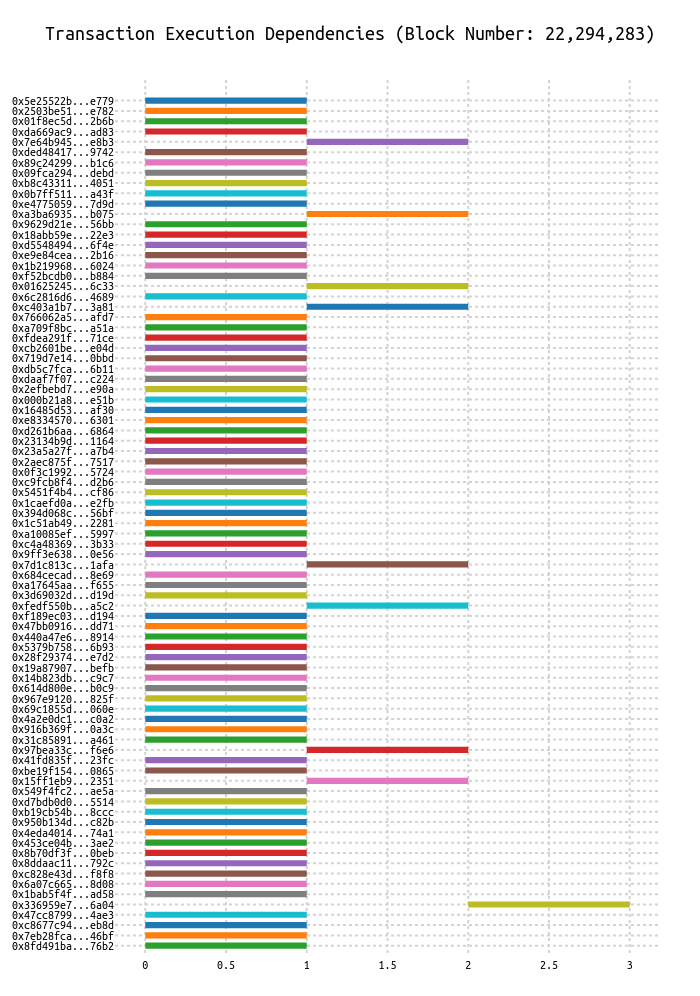 Transaction Execution Dependencies (Block Number: 22,294,283)
0x5e25522b...e779
0x2503be51...e782
0x01f8ec5d...2b6b
0xda669ac9...ad83
0x7e64b945...e8b3
0xded48417...9742
0x89c24299...b1c6
0x09fca294...debd
0xb8c43311...4051
0x0b7ff511...a43f
0xe4775059...7d9d
0xa3ba6935...b075
0x9629d21e...56bb
0x18abb59e...22e3
0xd5548494...6f4e
0xe9e84cea...2b16
0x1b219968...6024
0xf52bcdb0...b884
0x01625245...6c33
0x6c2816d6...4689
0xc403a1b7...3a81
0x766062a5...afd7
0xa709f8bc...a51a
0xfdea291f...71ce
0xcb2601be...e04d
0x719d7e14...0bbd
0xdb5c7fca...6b11
0xdaaf7f07...c224
0x2efbebd7...e90a
0x000b21a8...e51b
0x16485d53...af30
0xe8334570...6301
0xd261b6aa...6864
0x23134b9d...1164
0x23a5a27f...a7b4
0x2aec875f...7517
0x0f3c1992...5724
0xc9fcb8f4...d2b6
0x5451f4b4...cf86
0x1caefd0a...e2fb
0x394d068c...56bf
0x1c51ab49...2281
0xa10085ef...5997
0xc4a48369...3b33
0x9ff3e638...0e56
0x7d1c813c...1afa
0x684cecad...8e69
0xa17645aa...f655
0x3d69032d...d19d
0xfedf550b...a5c2
0xf189ec03...d194
0x47bb0916...dd71
0x440a47e6...8914
0x5379b758...6b93
0x28f29374...e7d2
0x19a87907...befb
0x14b823db...c9c7
0x614d800e...b0c9
0x967e9120...825f
0x69c1855d...060e
0x4a2e0dc1...c0a2
0x916b369f...0a3c
0x31c85891...a461
0x97bea33c...f6e6
0x41fd835f...23fc
0xbe19f154...0865
0x15ff1eb9...2351
0x549f4fc2...ae5a
0xd7bdb0d0...5514
0xb19cb54b...8ccc
0x950b134d...c82b
0x4eda4014...74a1
0x453ce04b...3ae2
0x8b70df3f...0beb
0x8ddaac11...792c
0xc828e43d...f8f8
0x6a07c665...8d08
0x1bab5f4f...ad58
0x336959e7...6a04
0x47cc8799...4ae3
0xc8677c94...eb8d
0x7eb28fca...46bf
0x8fd491ba...76b2
0 0.5 1 1.5 2 2.5 3